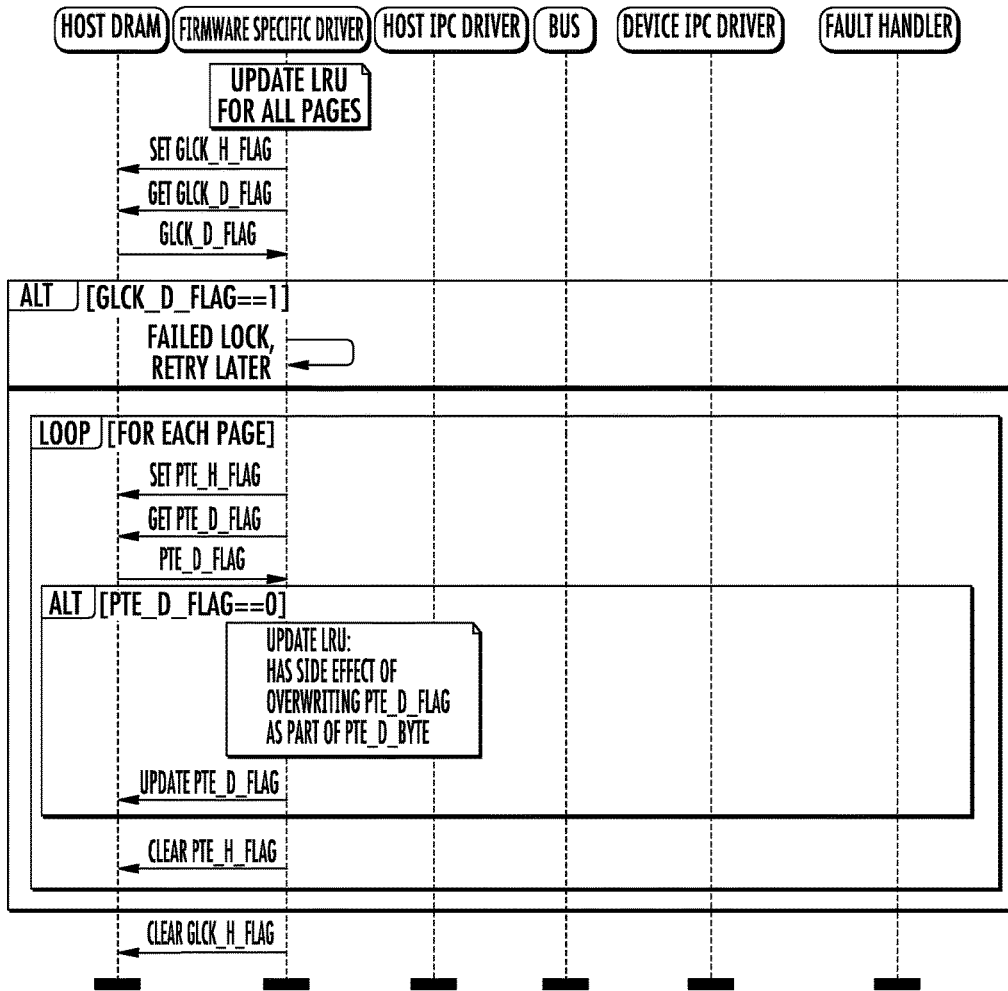 HOST DRAM
FIRMWARE SPECIFIC DRIVER
HOST IPC DRIVER
BUS
DEVICE IPC DRIVER
FAULT HANDLER
UPDATE LRU
FOR ALL PAGES
SET GLCK_H_FLAG
GET GLCK_D_FLAG
GLCK_D_FLAG
ALT [GLCK_D_FLAG==1]
FAILED LOCK,
RETRY LATER
LOOP [FOR EACH PAGE]
SET PTE_H_FLAG
GET PTE_D_FLAG
PTE_D_FLAG
ALT [PTE_D_FLAG==0]
UPDATE LRU:
HAS SIDE EFFECT OF
OVERWRITING PTE_D_FLAG
AS PART OF PTE_D_BYTE
UPDATE PTE_D_FLAG
CLEAR PTE_H_FLAG
CLEAR GLCK_H_FLAG